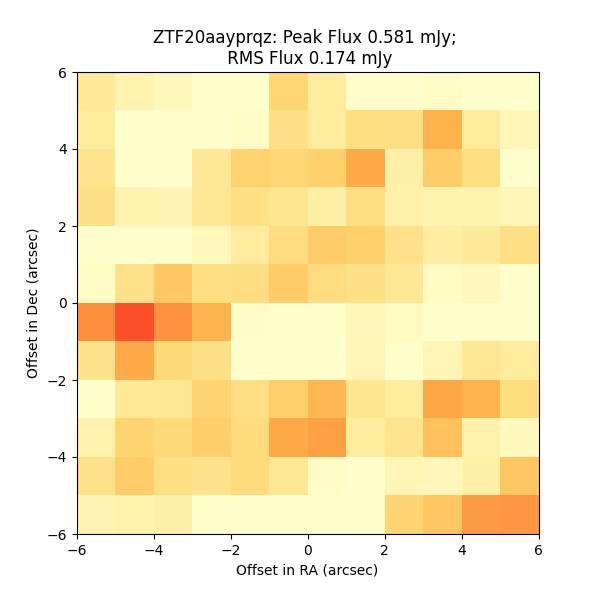 ZTF20aayprqz: Peak Flux 0.581 mJy;
RMS Flux 0.174 mJy
6
4
2
0
−2
−4
−6
Offset in Dec (arcsec)
−6 −4 −2 0 2 4 6
Offset in RA (arcsec)